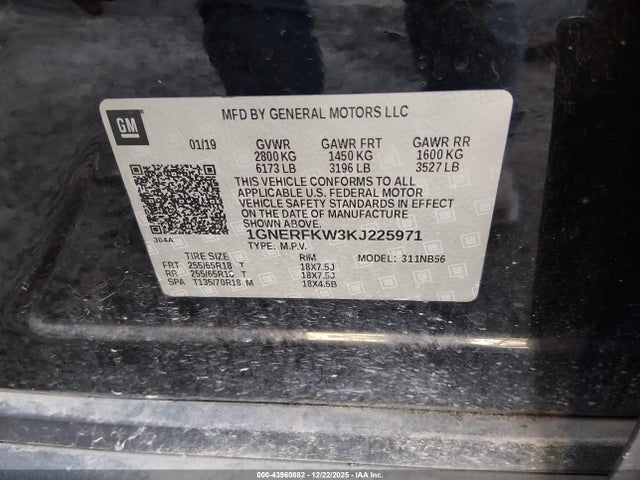 MFD BY GENERAL MOTORS LLC
GM
01/19 GVWR GAWR FRT GAWR RR
2800 KG 1450 KG 1600 KG
6173 LB 3196 LB 3527 LB
THIS VEHICLE CONFORMS TO ALL
APPLICABLE U.S. FEDERAL MOTOR
VEHICLE SAFETY STANDARDS IN EFFECT
ON THE DATE OF MANUFACTURE
SHOWN ABOVE.
384A
1GNERFKW3KJ225971
TYPE: M.P.V.
TIRE SIZE RIM MODEL: 311NB56
FRT 255/65R18 T 18X7.5J
RR 255/65R18 T 18X7.5J
SPA T135/70R18 M 18X4.5B
000-43960882 - 12/22/2025 - IAA Inc.